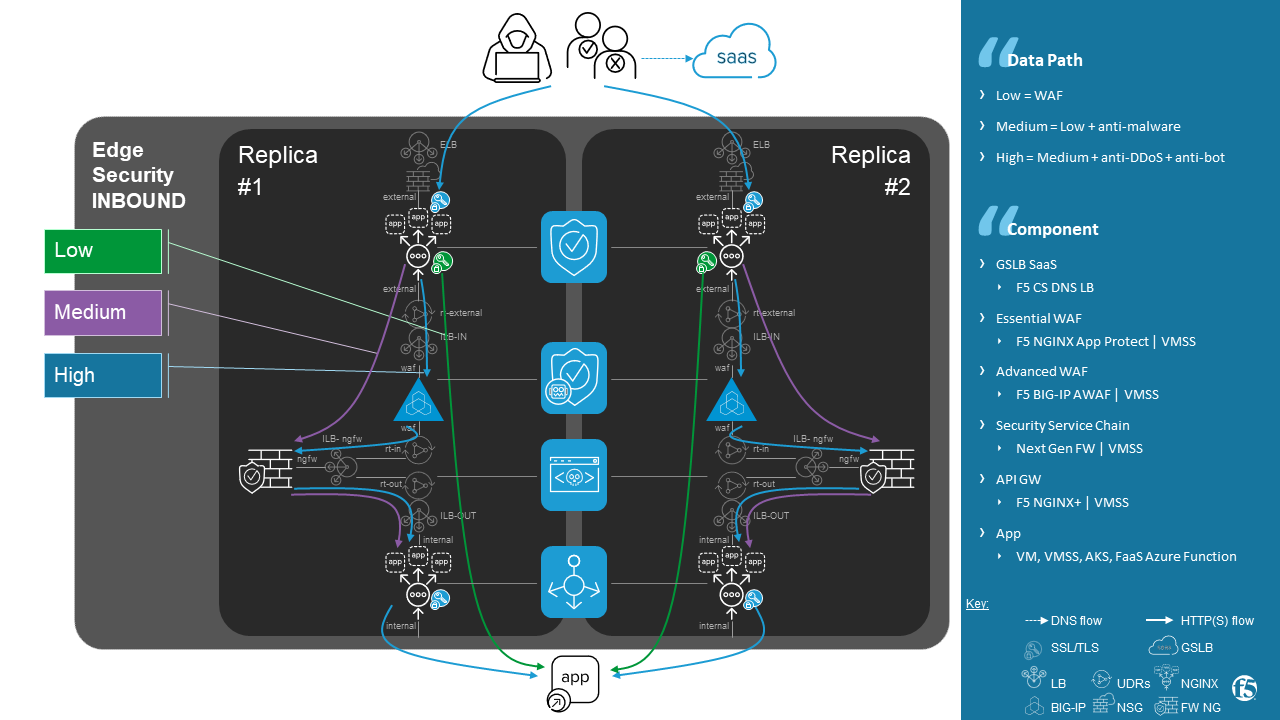 saas
Edge
Security
INBOUND
Replica
#1
Replica
#2
ELB
ELB
external
external
app
app
app
app
app
app
Low
Medium
High
external
external
rt-external
rt-external
ILB-IN
ILB-IN
waf
waf
waf
waf
ILB- ngfw
ILB- ngfw
rt-in
rt-in
ngfw
ngfw
rt-out
rt-out
ILB-OUT
ILB-OUT
internal
internal
app
app
app
app
app
app
internal
internal
app
“
Data Path
Low = WAF
Medium = Low + anti-malware
High = Medium + anti-DDoS + anti-bot
“
Component
GSLB SaaS
F5 CS DNS LB
Essential WAF
F5 NGINX App Protect | VMSS
Advanced WAF
F5 BIG-IP AWAF | VMSS
Security Service Chain
Next Gen FW | VMSS
API GW
F5 NGINX+ | VMSS
App
VM, VMSS, AKS, FaaS Azure Function
Key:
DNS flow
HTTP(S) flow
SSL/TLS
GSLB
LB
UDRs
NGINX
BIG-IP
NSG
FW NG
f5